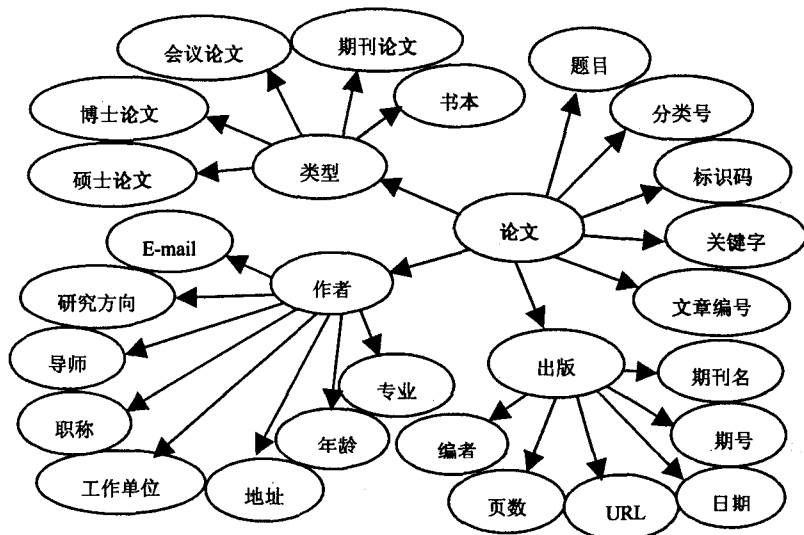 会议论文
期刊论文
题目
书本
分类号
博士论文
类型
标识码
硕士论文
论文
关键字
E-mail
作者
研究方向
文章编号
导师
出版
期刊名
专业
职称
年龄
编者
期号
工作单位
地址
页数
URL
日期